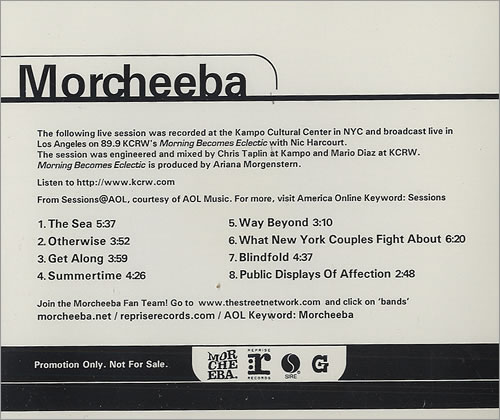 Morcheeba
The following live session was recorded at the Kampo Cultural Center in NYC and broadcast live in
Los Angeles on 89.9 KCRW's Morning Becomes Eclectic with Nic Harcourt.
The session was engineered and mixed by Chris Taplin at Kampo and Mario Diaz at KCRW.
Morning Becomes Eclectic is produced by Ariana Morgenstern.
Listen to http://www.kcrw.com
From Sessions@AOL, courtesy of AOL Music. For more, visit America Online Keyword: Sessions
1. The Sea 5:37
2. Otherwise 3:52
3. Get Along 3:59
4. Summertime 4:26
5. Way Beyond 3:10
6. What New York Couples Fight About 6:20
7. Blindfold 4:37
8. Public Displays Of Affection 2:48
Join the Morcheeba Fan Team! Go to www.thestreetnetwork.com and click on 'bands'
morcheeba.net / repriserecords.com / AOL Keyword: Morcheeba
Promotion Only. Not For Sale.
MOR
CHE
EBA.
REPRISE
r
RECORDS
S
SIRE
G